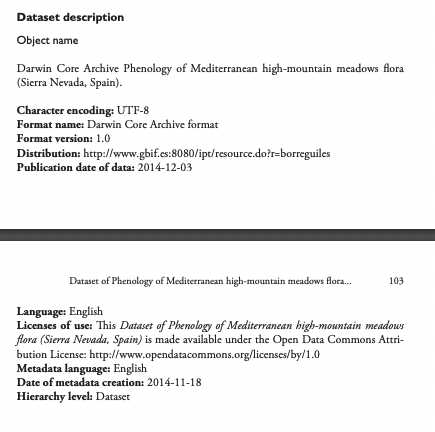 Dataset description
Object name
Darwin Core Archive Phenology of Mediterranean high-mountain meadows flora
(Sierra Nevada, Spain).
Character encoding: UTF-8
Format name: Darwin Core Archive format
Format version: 1.0
Distribution: http://www.gbif.es:8080/ipt/resource.do?r=borreguiles
Publication date of data: 2014-12-03
Dataset of Phenology of Mediterranean high-mountain meadows flora... 103
Language: English
Licenses of use: This Dataset of Phenology of Mediterranean high-mountain meadows
flora (Sierra Nevada, Spain) is made available under the Open Data Commons Attri-
bution License: http://www.opendatacommons.org/licenses/by/1.0
Metadata language: English
Date of metadata creation: 2014-11-18
Hierarchy level: Dataset